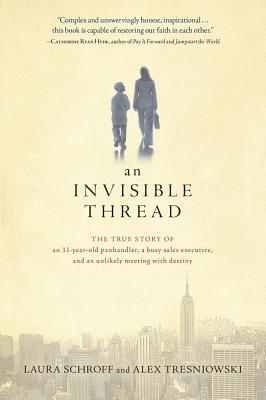 "Complex and unswervingly honest, inspirational...
this book is capable of restoring our faith in each other."
—CATHERINE RYAN HYDE, author of Pay It Forward and Jumpstart the World
an
INVISIBLE
THREAD
THE TRUE STORY OF
an 11-year-old panhandler, a busy sales executive,
and an unlikely meeting with destiny
LAURA SCHROFF and ALEX TRESNIOWSKI